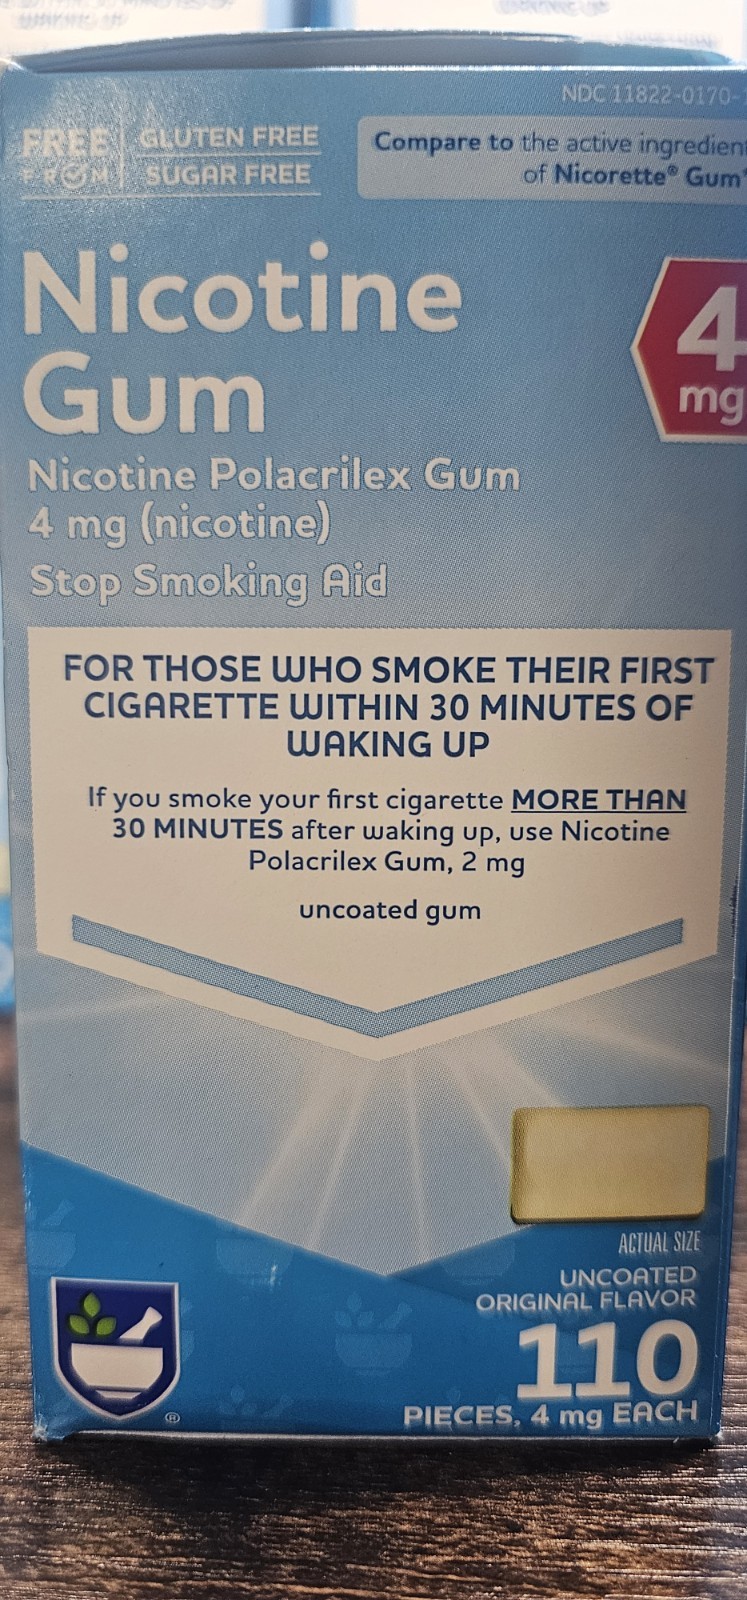 NDC 11822-0170-
FREE FROM
GLUTEN FREE
SUGAR FREE
Compare to the active ingredient
of Nicorette® Gum*
Nicotine
Gum
4
mg
Nicotine Polacrilex Gum
4 mg (nicotine)
Stop Smoking Aid
FOR THOSE WHO SMOKE THEIR FIRST
CIGARETTE WITHIN 30 MINUTES OF
WAKING UP
If you smoke your first cigarette MORE THAN
30 MINUTES after waking up, use Nicotine
Polacrilex Gum, 2 mg
uncoated gum
ACTUAL SIZE
UNCOATED
ORIGINAL FLAVOR
110
PIECES, 4 mg EACH
®